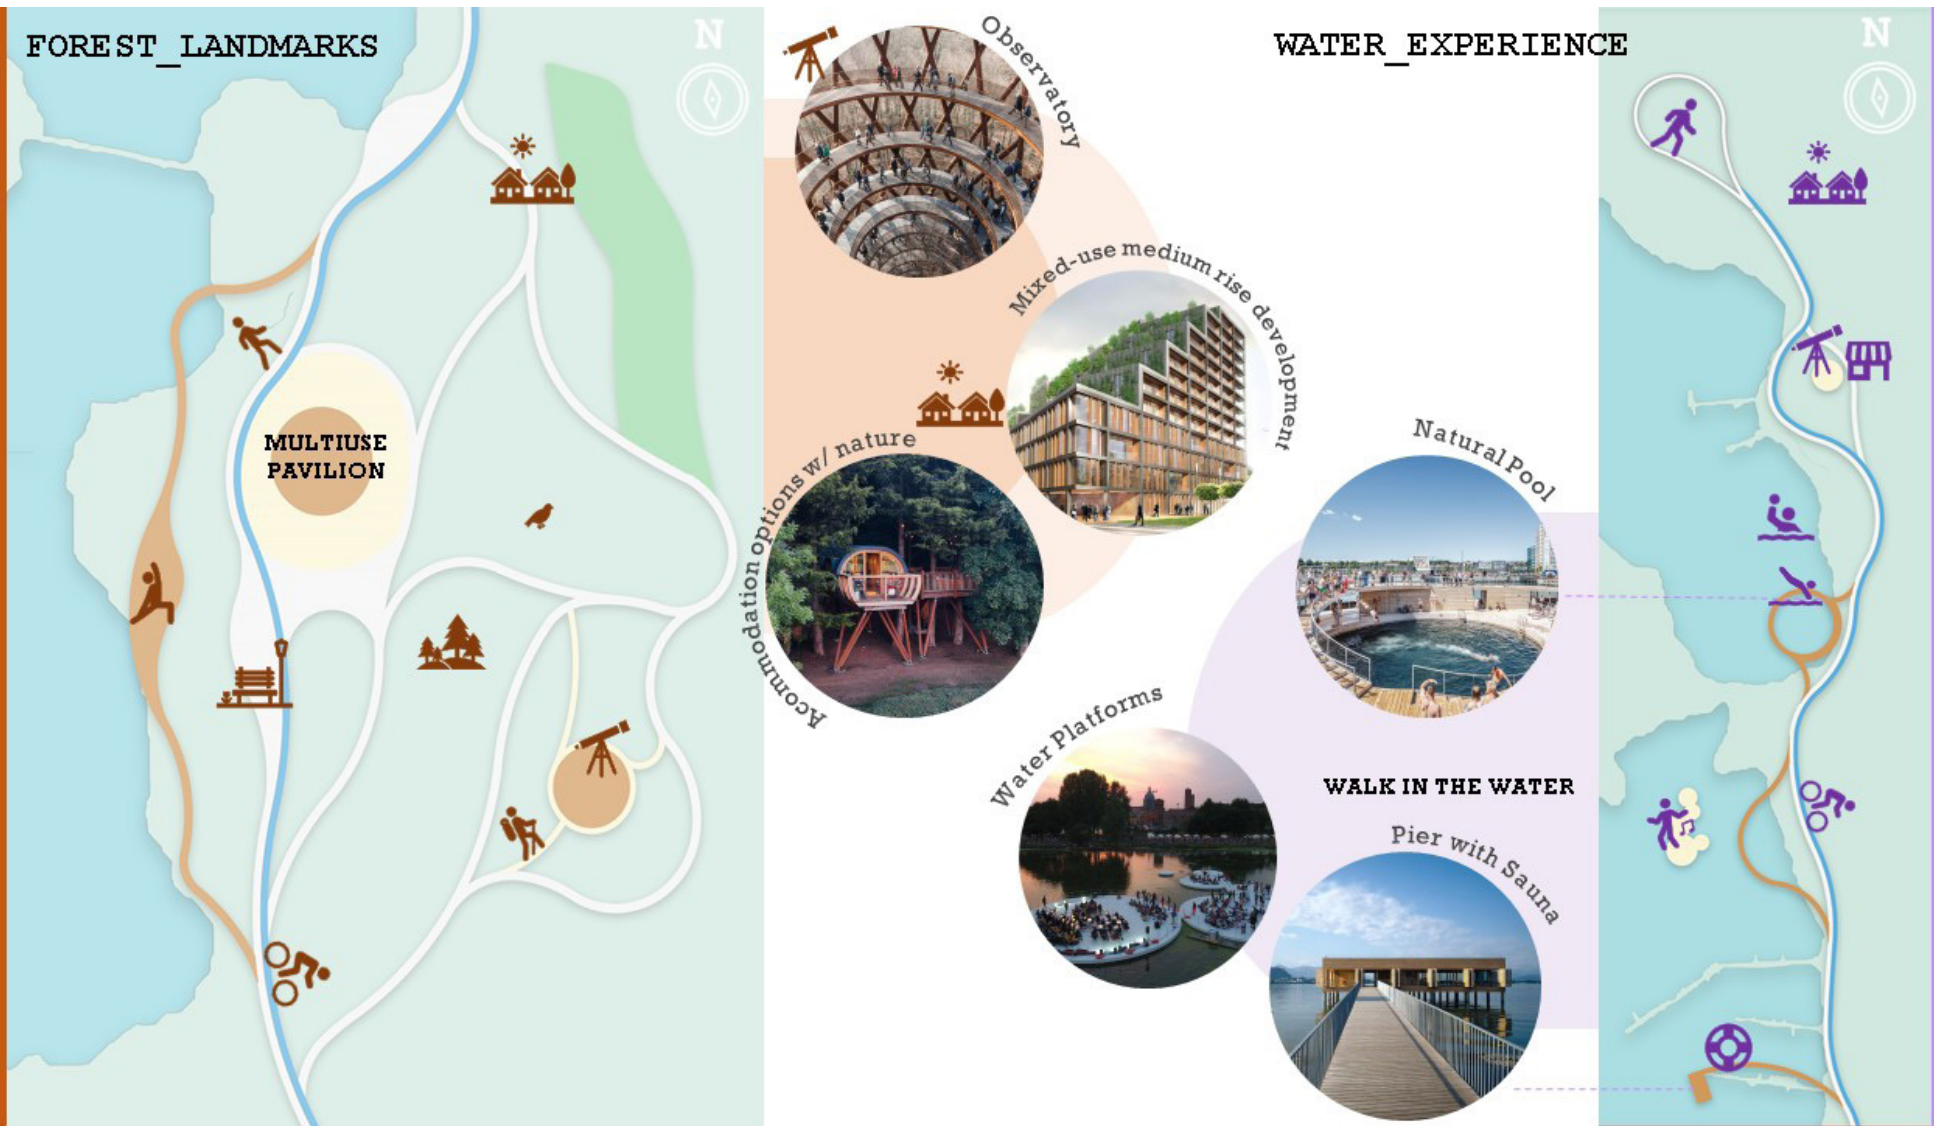 FOREST_LANDMARKS
N
MULTIUSE
PAVILION
Observatory
Mixed-use medium rise development
Acommodation options w/ nature
WATER_EXPERIENCE
Natural Pool
Water Platforms
WALK IN THE WATER
Pier with Sauna
N